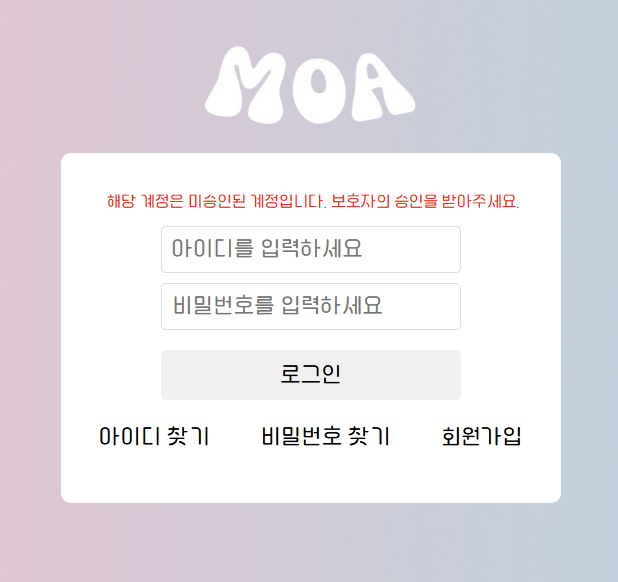 MOA
해당 계정은 미승인된 계정입니다. 보호자의 승인을 받아주세요.
아이디를 입력하세요
비밀번호를 입력하세요
로그인
아이디 찾기 비밀번호 찾기 회원가입